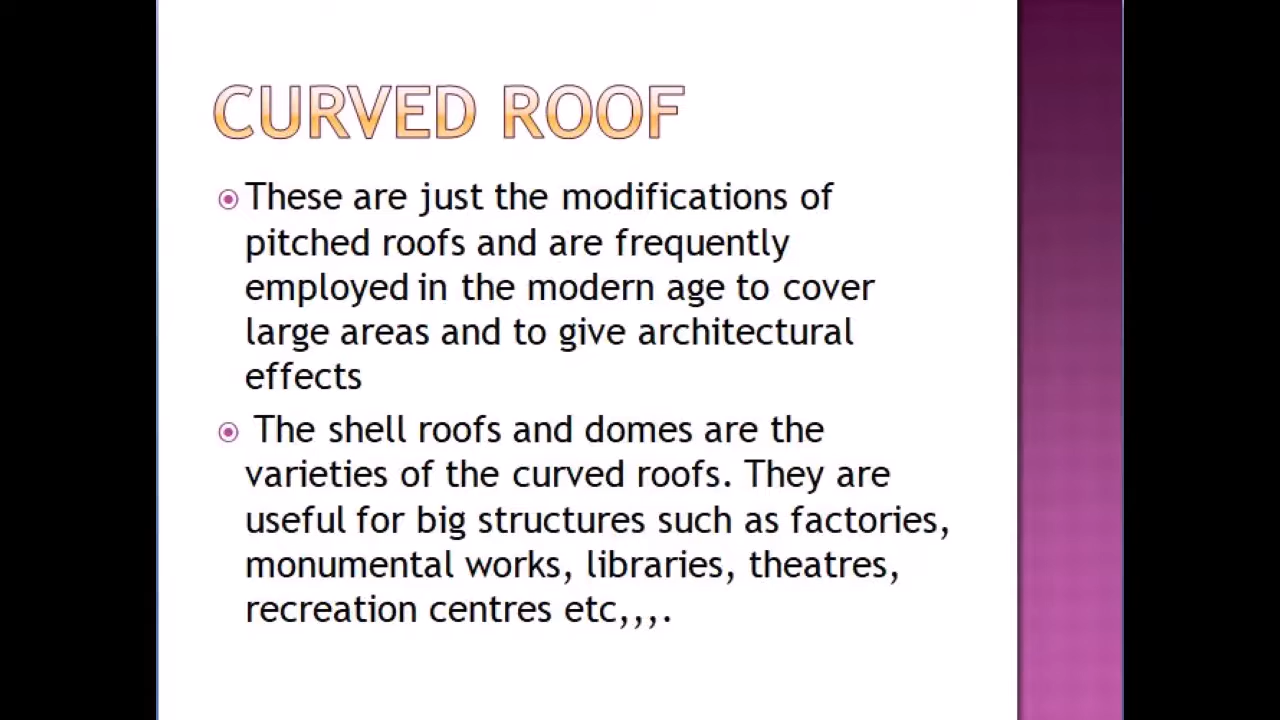 CURVED ROOF
These are just the modifications of
pitched roofs and are frequently
employed in the modern age to cover
large areas and to give architectural
effects
The shell roofs and domes are the
varieties of the curved roofs. They are
useful for big structures such as factories,
monumental works, libraries, theatres,
recreation centres etc,,,.